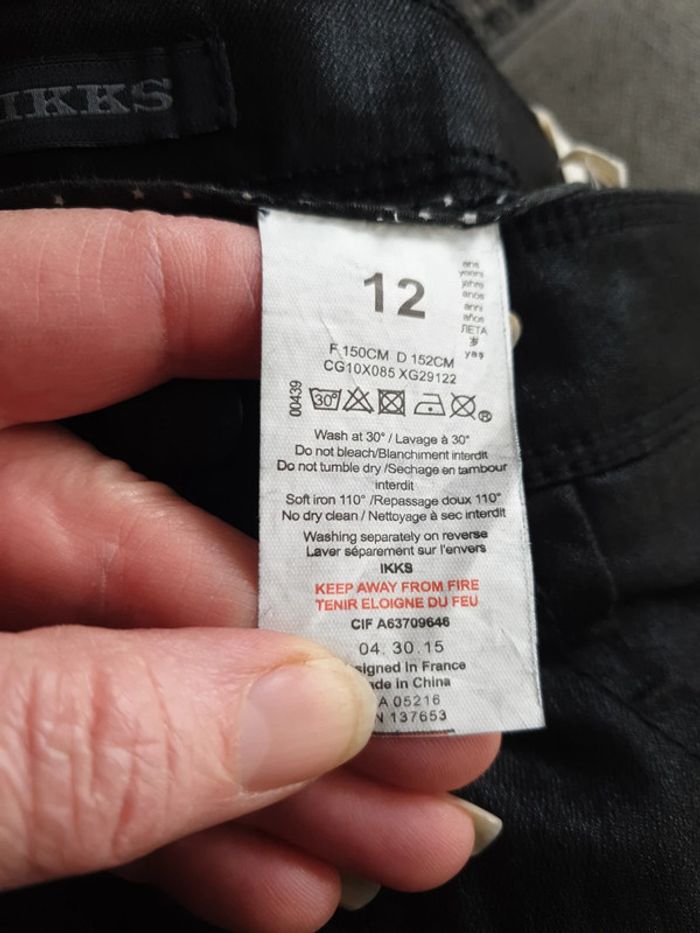 IKKS
12
ans
years
jahre
anos
anni
años
ЛЕТА
岁
yaş
F 150CM D 152CM
CG10X085 XG29122
00439
30°
Wash at 30° / Lavage à 30°
Do not bleach/Blanchiment interdit
Do not tumble dry /Sechage en tambour
interdit
Soft iron 110° /Repassage doux 110°
No dry clean / Nettoyage à sec interdit
Washing separately on reverse
Laver séparement sur l'envers
IKKS
KEEP AWAY FROM FIRE
TENIR ELOIGNE DU FEU
CIF A63709646
04. 30. 15
signed In France
de in China
A 05216
N 137653